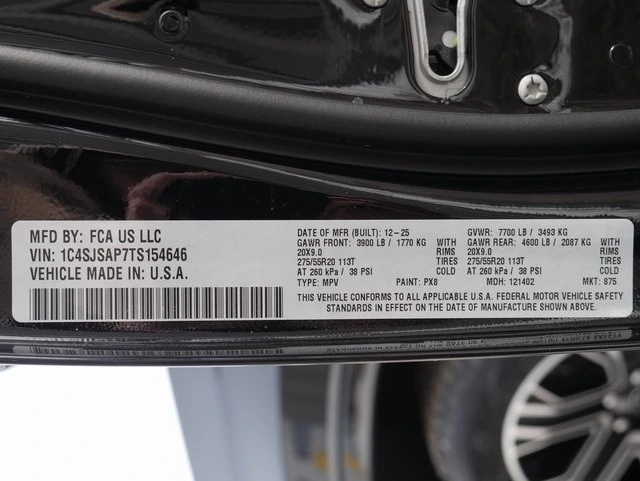 MFD BY: FCA US LLC
VIN: 1C4SJSAP7TS154646
VEHICLE MADE IN: U.S.A.
DATE OF MFR (BUILT): 12-25 GVWR: 7700 LB / 3493 KG
GAWR FRONT: 3900 LB / 1770 KG WITH GAWR REAR: 4600 LB / 2087 KG WITH
20X9.0 RIMS 20X9.0 RIMS
275/55R20 113T TIRES 275/55R20 113T TIRES
AT 260 kPa / 38 PSI COLD AT 260 kPa / 38 PSI COLD
TYPE: MPV PAINT: PX8 MDH: 121402 MKT: 875
THIS VEHICLE CONFORMS TO ALL APPLICABLE U.S.A. FEDERAL MOTOR VEHICLE SAFETY
STANDARDS IN EFFECT ON THE DATE OF MANUFACTURE SHOWN ABOVE.